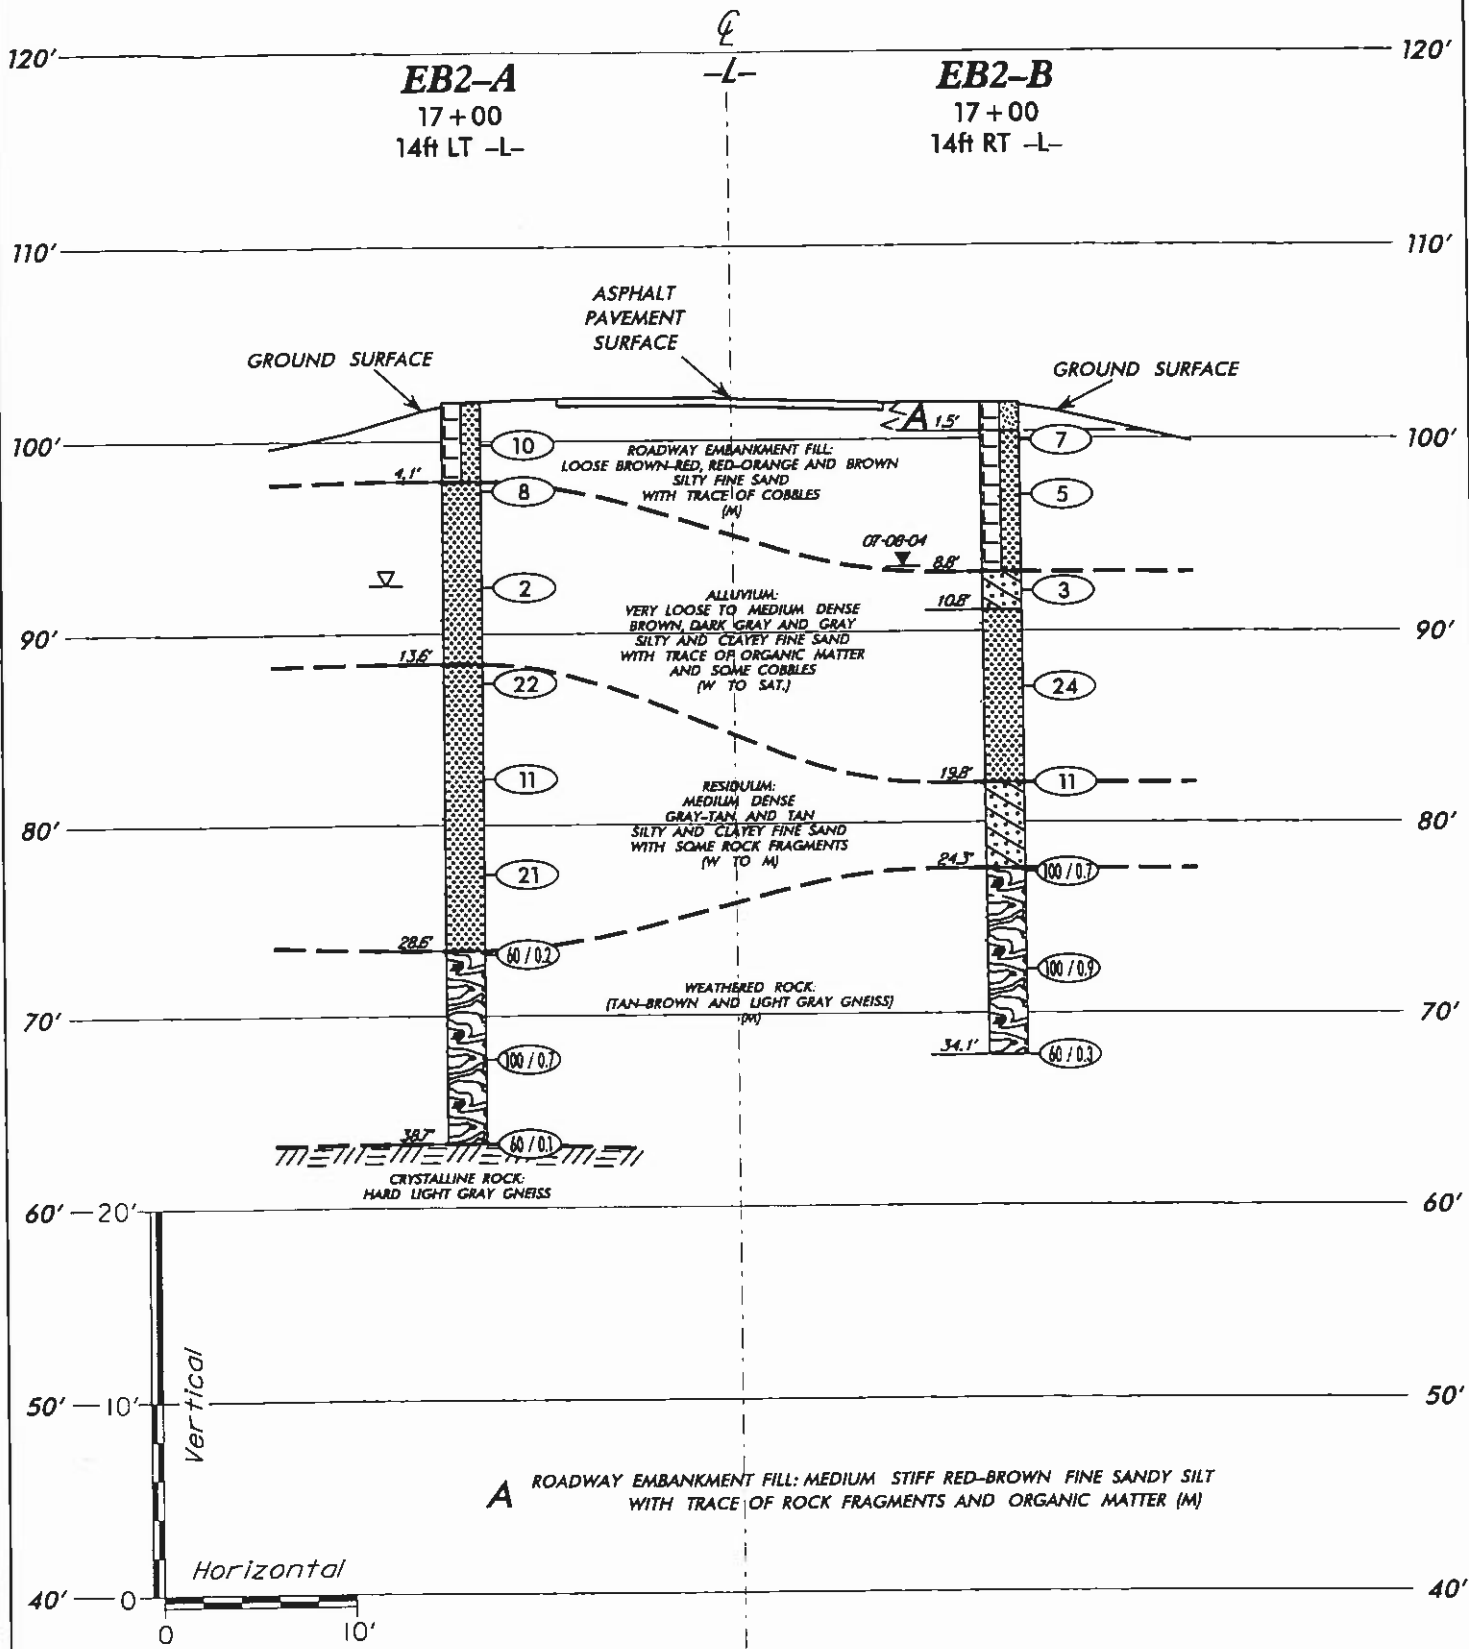 ℄
120' 120'
EB2-A -L- EB2-B
17+00 17+00
14ft LT -L- 14ft RT -L-
110' 110'
ASPHALT
PAVEMENT
SURFACE
GROUND SURFACE GROUND SURFACE
A 1.5'
100' 10 7 100'
ROADWAY EMBANKMENT FILL:
LOOSE BROWN-RED, RED-ORANGE AND BROWN
SILTY FINE SAND
WITH TRACE OF COBBLES
(M)
4.1' 8 5
07-08-04
8.8'
2 3
10.8'
ALLUVIUM:
VERY LOOSE TO MEDIUM DENSE
BROWN, DARK GRAY AND GRAY
SILTY AND CLAYEY FINE SAND
WITH TRACE OF ORGANIC MATTER
AND SOME COBBLES
(W TO SAT.)
90' 90'
13.6'
22 24
11 19.8' 11
RESIDUUM:
MEDIUM DENSE
GRAY-TAN AND TAN
SILTY AND CLAYEY FINE SAND
WITH SOME ROCK FRAGMENTS
(W TO M)
80' 80'
21 24.3' 100/0.7
28.6' 60/0.2
100/0.9
WEATHERED ROCK:
(TAN-BROWN AND LIGHT GRAY GNEISS)
(M)
70' 70'
100/0.7 34.1' 60/0.3
38.7' 60/0.1
CRYSTALLINE ROCK:
HARD LIGHT GRAY GNEISS
60' 20' 60'
Vertical
50' 10' 50'
A ROADWAY EMBANKMENT FILL: MEDIUM STIFF RED-BROWN FINE SANDY SILT
WITH TRACE OF ROCK FRAGMENTS AND ORGANIC MATTER (M)
Horizontal
40' 0 40'
0 10'